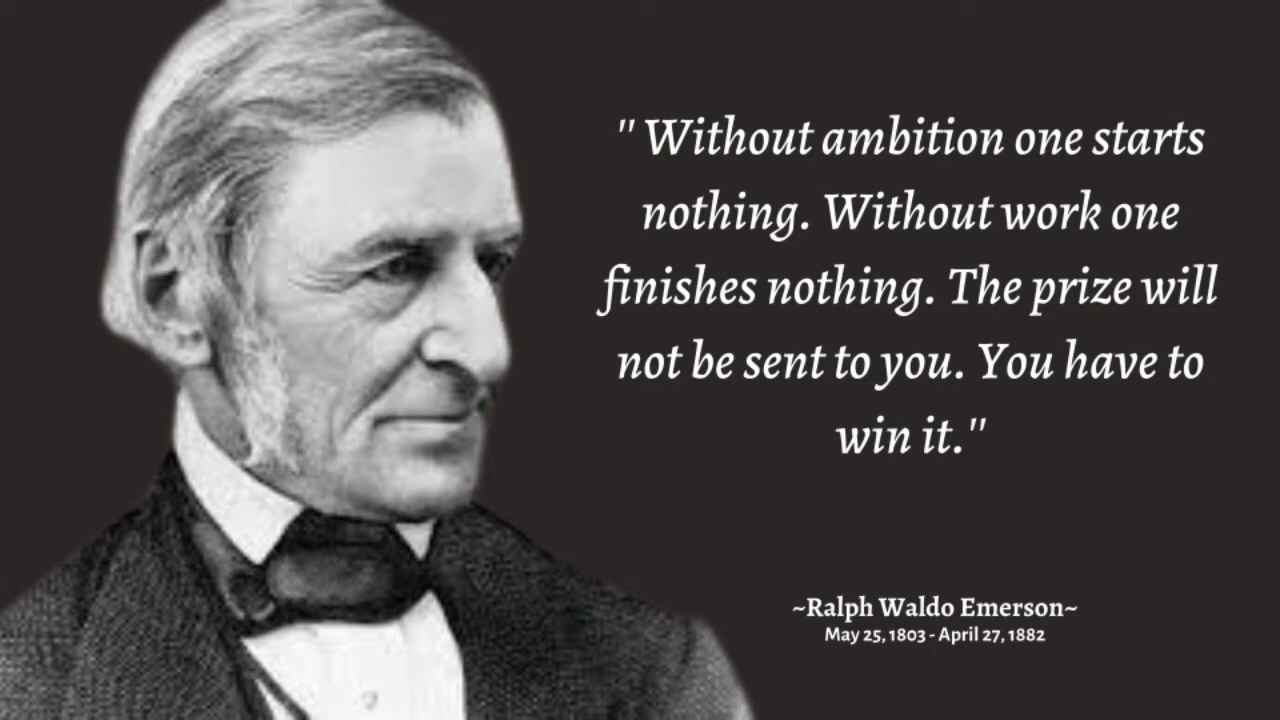 " Without ambition one starts
nothing. Without work one
finishes nothing. The prize will
not be sent to you. You have to
win it."
~Ralph Waldo Emerson~
May 25, 1803 - April 27, 1882